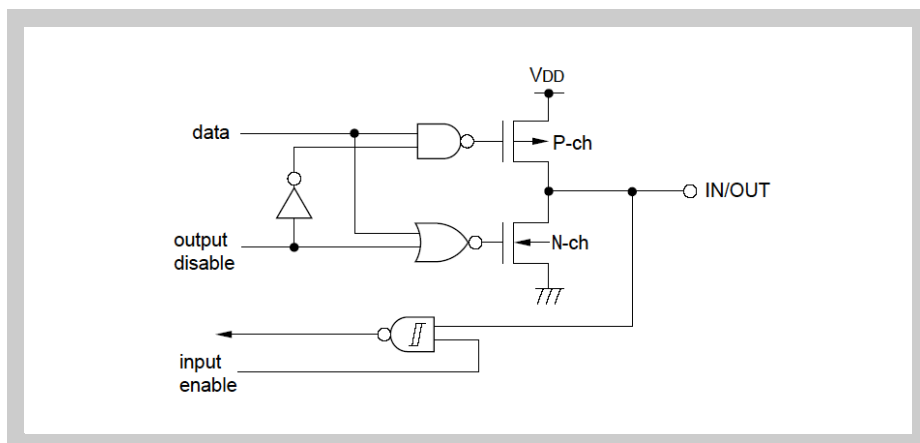 VDD
data
P-ch
IN/OUT
output
disable
N-ch
input
enable